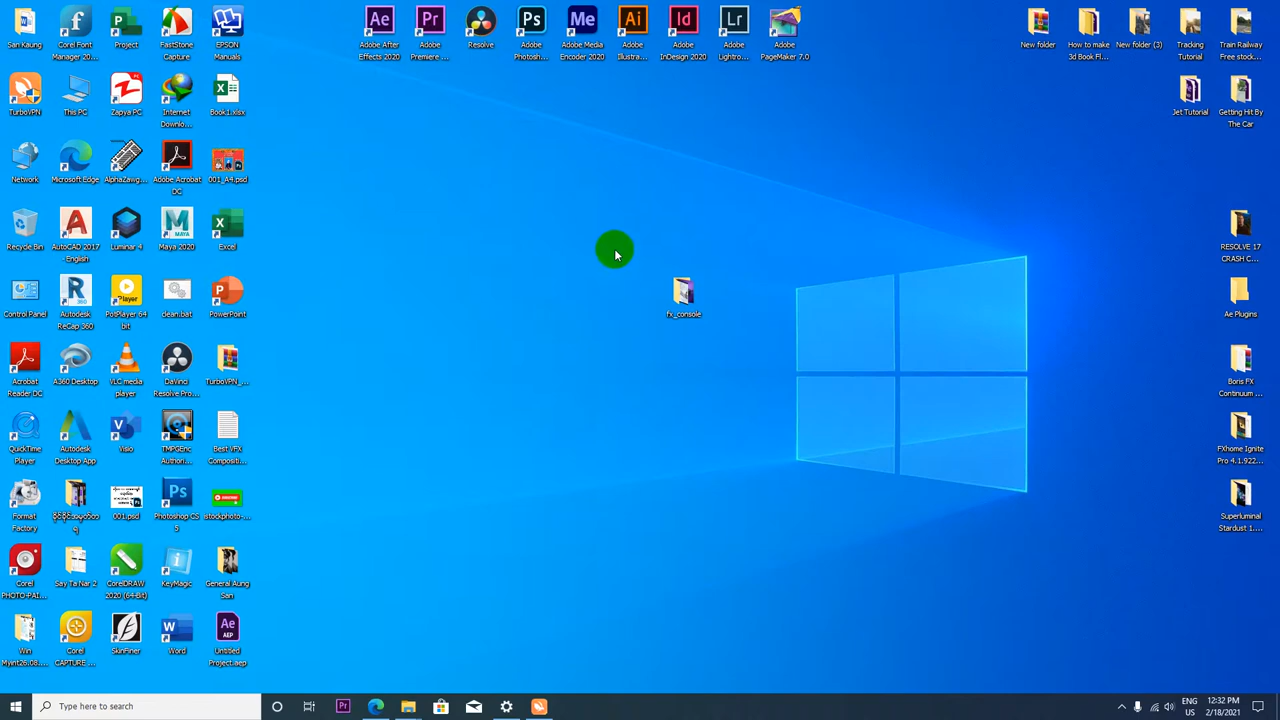 San Kaung
Corel Font
Manager 20...
Project
FastStone
Capture
EPSON
Manuals
Adobe After
Effects 2020
Adobe
Premiere ...
Resolve
Adobe
Photosh...
Adobe Media
Encoder 2020
Adobe
Illustra...
Adobe
InDesign 2020
Adobe
Lightro...
Adobe
PageMaker 7.0
New folder
How to make
3d Book Fl...
New folder (3)
Tracking
Tutorial
Train Railway
Free stock...
TurboVPN
This PC
Zapya PC
Internet
Downlo...
Book1.xlsx
Jet Tutorial
Getting Hit By
The Car
Network
Microsoft Edge
AlphaZawg...
Adobe Acrobat
DC
001_A4.psd
Recycle Bin
AutoCAD 2017
- English
Luminar 4
Maya 2020
Excel
RESOLVE 17
CRASH C...
Control Panel
Autodesk
ReCap 360
PotPlayer 64
bit
clean.bat
PowerPoint
fx_console
Ae Plugins
Acrobat
Reader DC
A360 Desktop
VLC media
player
DaVinci
Resolve Pro...
TurboVPN_...
Boris FX
Continuum ...
QuickTime
Player
Autodesk
Desktop App
Visio
TMPGEnc
Authori...
Best VFX
Compositi...
FXhome Ignite
Pro 4.1.922...
Format
Factory
001.psd
Photoshop CS
5
istockphoto-...
Superluminal
Stardust 1....
Corel
PHOTO-PAI...
Say Ta Nar 2
CorelDRAW
2020 (64-Bit)
KeyMagic
General Aung
San
Win
Myint26.08....
Corel
CAPTURE ...
SkinFiner
Word
Untitled
Project.aep
Type here to search
ENG
US
12:32 PM
2/18/2021